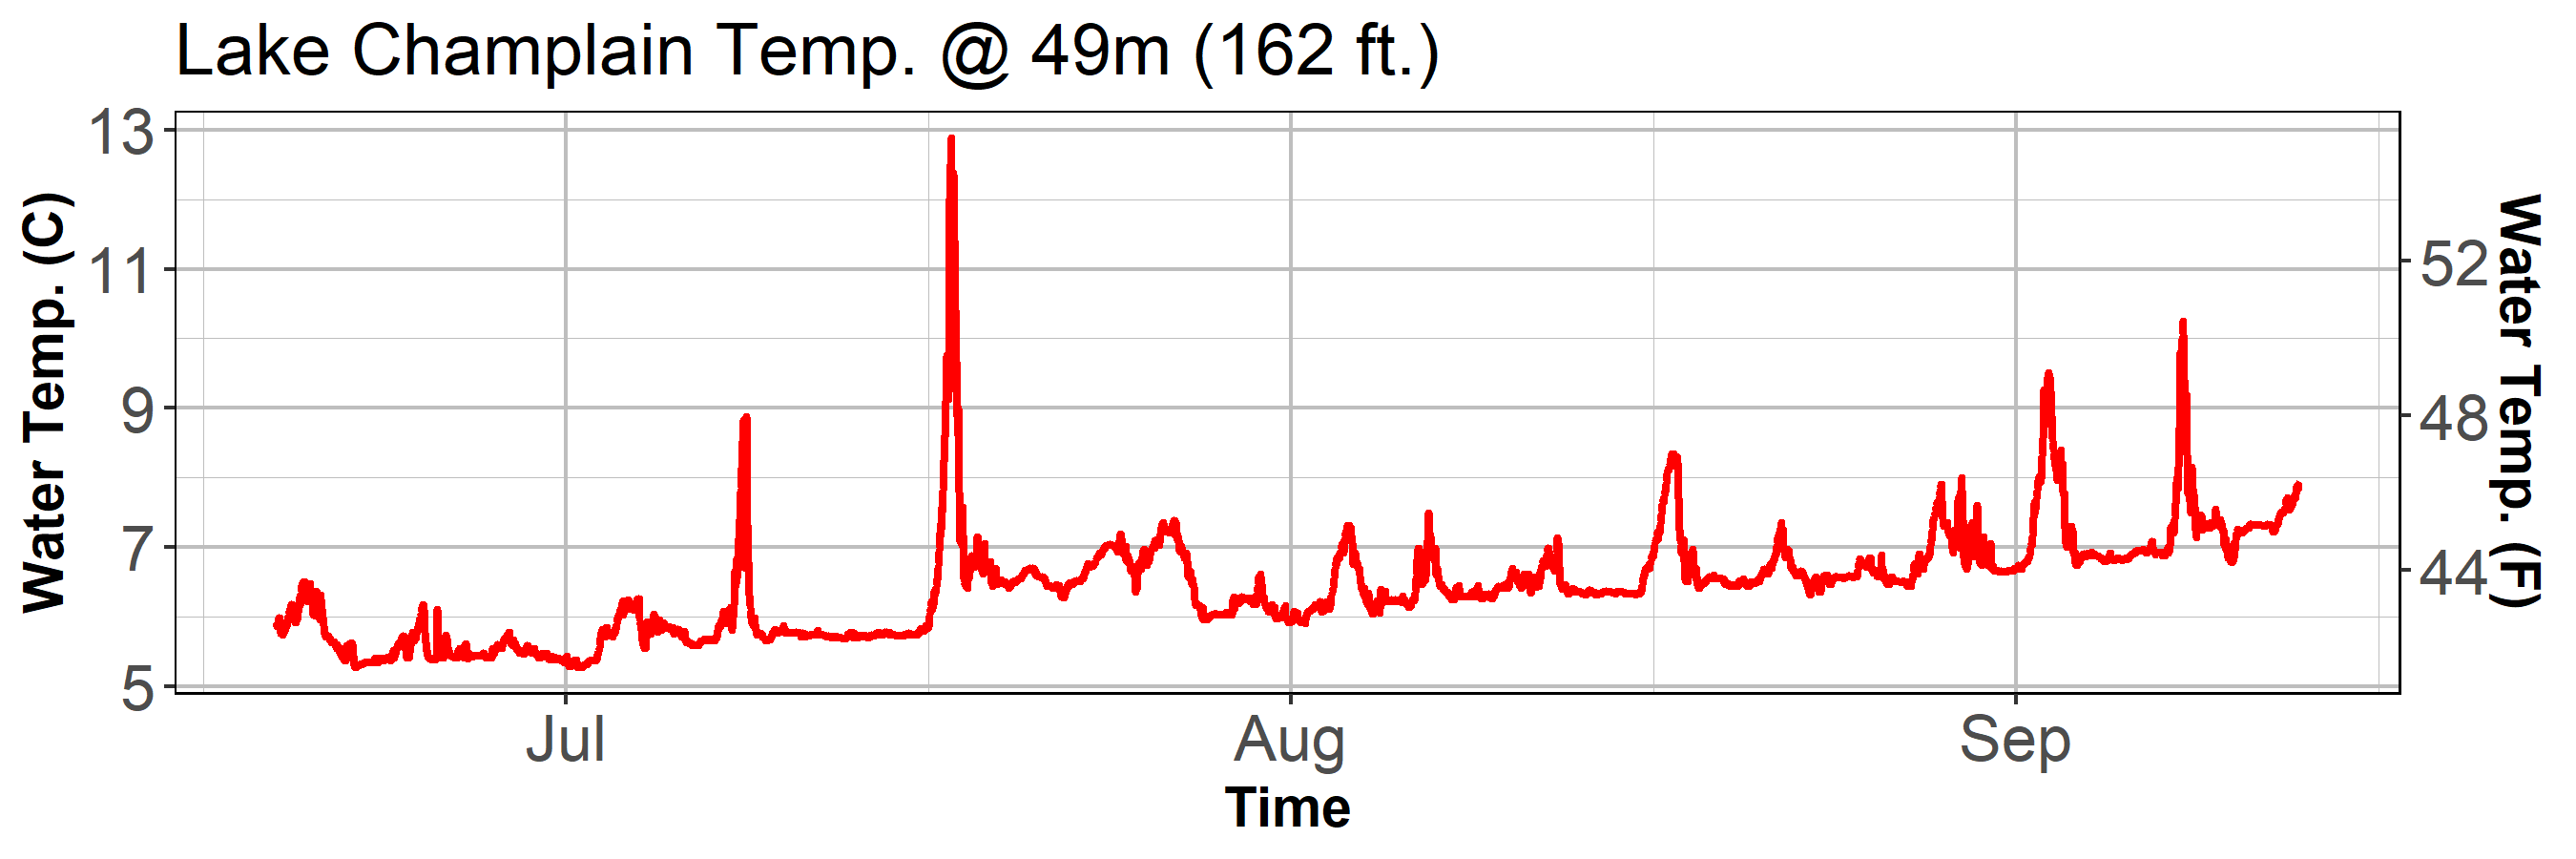 Lake Champlain Temp. @ 49m (162 ft.)
Water Temp. (C)
13
11
9
7
5
52
48
44
Water Temp. (F)
Jul Aug Sep
Time